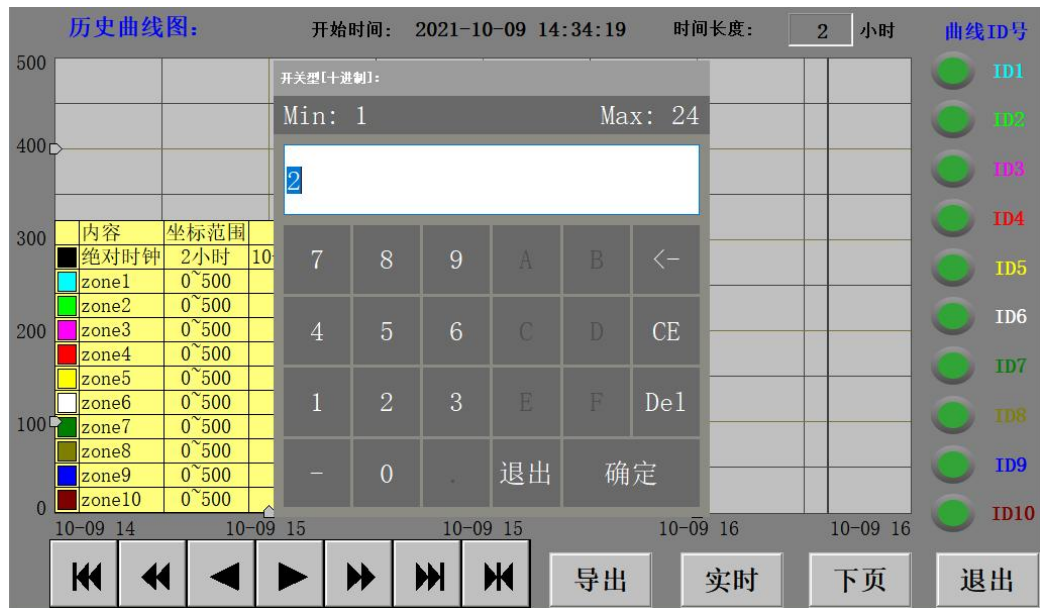 历史曲线图: 开始时间: 2021-10-09 14:34:19 时间长度: 2 小时 曲线ID号
500
400
300
200
100
0
开关型[十进制]:
Min: 1 Max: 24
2
7 8 9 A B <-
4 5 6 C D CE
1 2 3 E F Del
- 0 . 退出 确定
内容 坐标范围
绝对时钟 2小时 10-
zone1 0~500
zone2 0~500
zone3 0~500
zone4 0~500
zone5 0~500
zone6 0~500
zone7 0~500
zone8 0~500
zone9 0~500
zone10 0~500
10-09 14 10-09 15 10-09 15 10-09 16 10-09 16
ID1
ID2
ID3
ID4
ID5
ID6
ID7
ID8
ID9
ID10
导出 实时 下页 退出